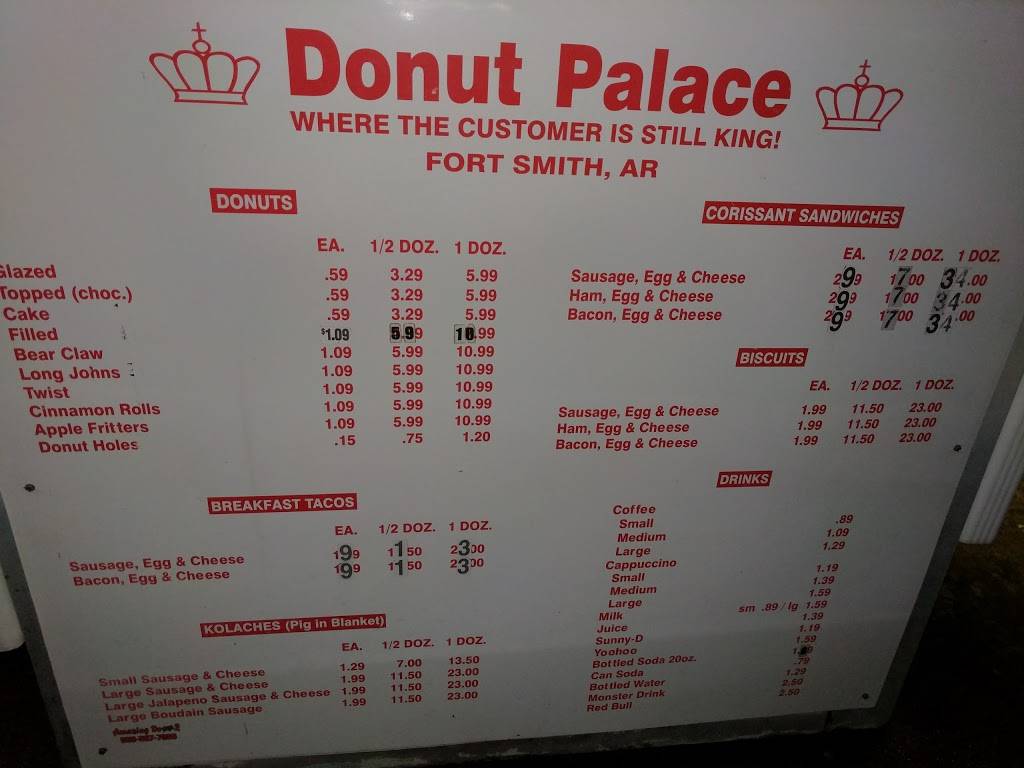 Donut Palace
WHERE THE CUSTOMER IS STILL KING!
FORT SMITH, AR
DONUTS
EA. 1/2 DOZ. 1 DOZ.
Glazed .59 3.29 5.99
Topped (choc.) .59 3.29 5.99
Cake .59 3.29 5.99
Filled $1.09 5.99 10.99
Bear Claw 1.09 5.99 10.99
Long Johns 1.09 5.99 10.99
Twist 1.09 5.99 10.99
Cinnamon Rolls 1.09 5.99 10.99
Apple Fritters 1.09 5.99 10.99
Donut Holes .15 .75 1.20
BREAKFAST TACOS
EA. 1/2 DOZ. 1 DOZ.
Sausage, Egg & Cheese 199 11 50 23 00
Bacon, Egg & Cheese 199 11 50 23 00
KOLACHES (Pig in Blanket)
EA. 1/2 DOZ. 1 DOZ.
Small Sausage & Cheese 1.29 7.00 13.50
Large Sausage & Cheese 1.99 11.50 23.00
Large Jalapeno Sausage & Cheese 1.99 11.50 23.00
Large Boudain Sausage 1.99 11.50 23.00
CORISSANT SANDWICHES
EA. 1/2 DOZ. 1 DOZ.
Sausage, Egg & Cheese 299 17 00 34.00
Ham, Egg & Cheese 299 17 00 34.00
Bacon, Egg & Cheese 299 17 00 34.00
BISCUITS
EA. 1/2 DOZ. 1 DOZ.
Sausage, Egg & Cheese 1.99 11.50 23.00
Ham, Egg & Cheese 1.99 11.50 23.00
Bacon, Egg & Cheese 1.99 11.50 23.00
DRINKS
Coffee
Small .89
Medium 1.09
Large 1.29
Cappuccino
Small 1.19
Medium 1.39
Large 1.59
Milk sm .89 / lg 1.59
Juice 1.39
Sunny-D 1.19
Yoohoo 1.59
Bottled Soda 20oz.
Can Soda .79
Bottled Water 1.29
Monster Drink 2.50
Red Bull 2.50